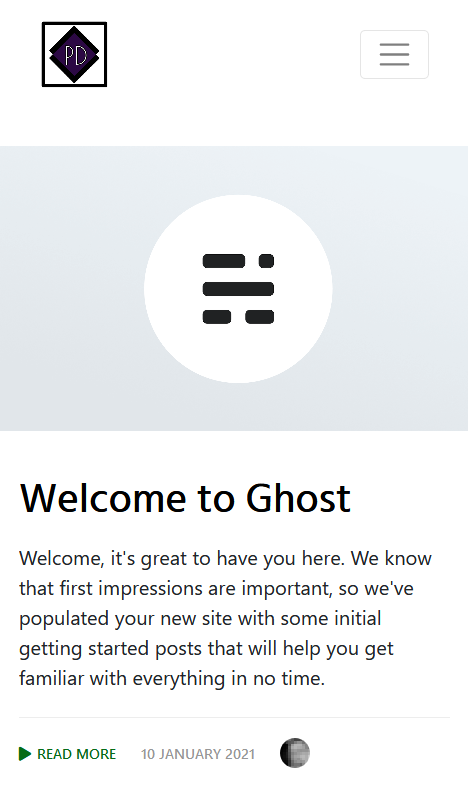 PD
Welcome to Ghost
Welcome, it's great to have you here. We know
that first impressions are important, so we've
populated your new site with some initial
getting started posts that will help you get
familiar with everything in no time.
READ MORE 10 JANUARY 2021